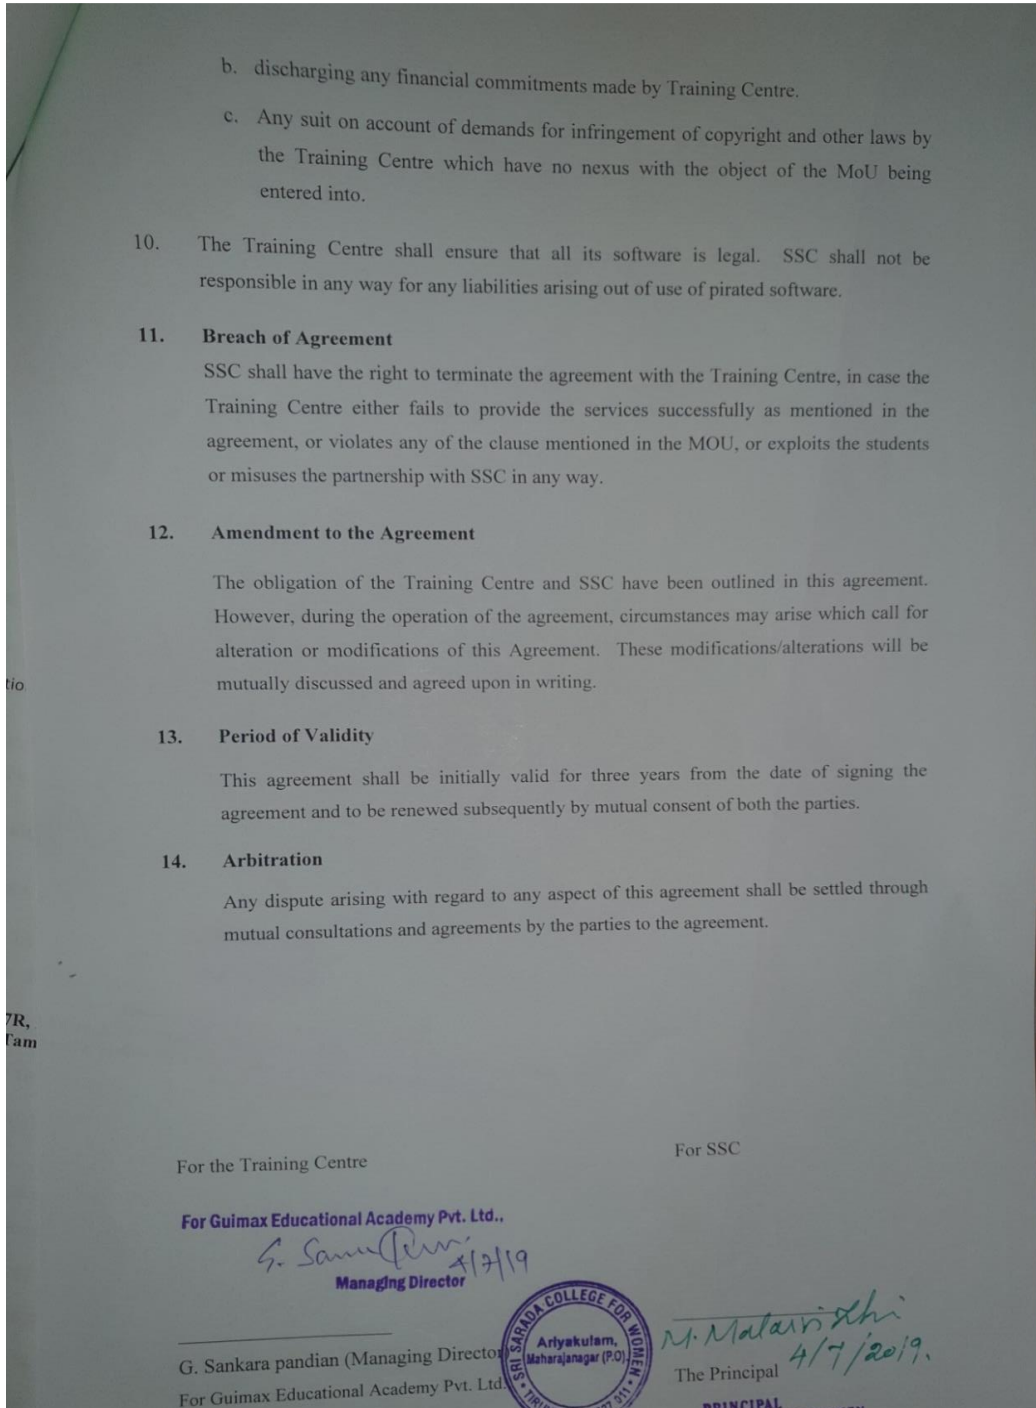 b. discharging any financial commitments made by Training Centre.
c. Any suit on account of demands for infringement of copyright and other laws by
the Training Centre which have no nexus with the object of the MoU being
entered into.
10. The Training Centre shall ensure that all its software is legal. SSC shall not be
responsible in any way for any liabilities arising out of use of pirated software.
11. Breach of Agreement
SSC shall have the right to terminate the agreement with the Training Centre, in case the
Training Centre either fails to provide the services successfully as mentioned in the
agreement, or violates any of the clause mentioned in the MOU, or exploits the students
or misuses the partnership with SSC in any way.
12. Amendment to the Agreement
The obligation of the Training Centre and SSC have been outlined in this agreement.
However, during the operation of the agreement, circumstances may arise which call for
alteration or modifications of this Agreement. These modifications/alterations will be
tio
mutually discussed and agreed upon in writing.
13. Period of Validity
This agreement shall be initially valid for three years from the date of signing the
agreement and to be renewed subsequently by mutual consent of both the parties.
14. Arbitration
Any dispute arising with regard to any aspect of this agreement shall be settled through
mutual consultations and agreements by the parties to the agreement.
7R,
Tam
For the Training Centre
For SSC
For Guimax Educational Academy Pvt. Ltd.,
4/7/19
Managing Director
SRI SARADA COLLEGE FOR WOMEN
Ariyakulam,
Maharajanagar (P.O)
4/7/2019.
G. Sankara pandian (Managing Director
For Guimax Educational Academy Pvt. Ltd.
The Principal
PRINCIPAL